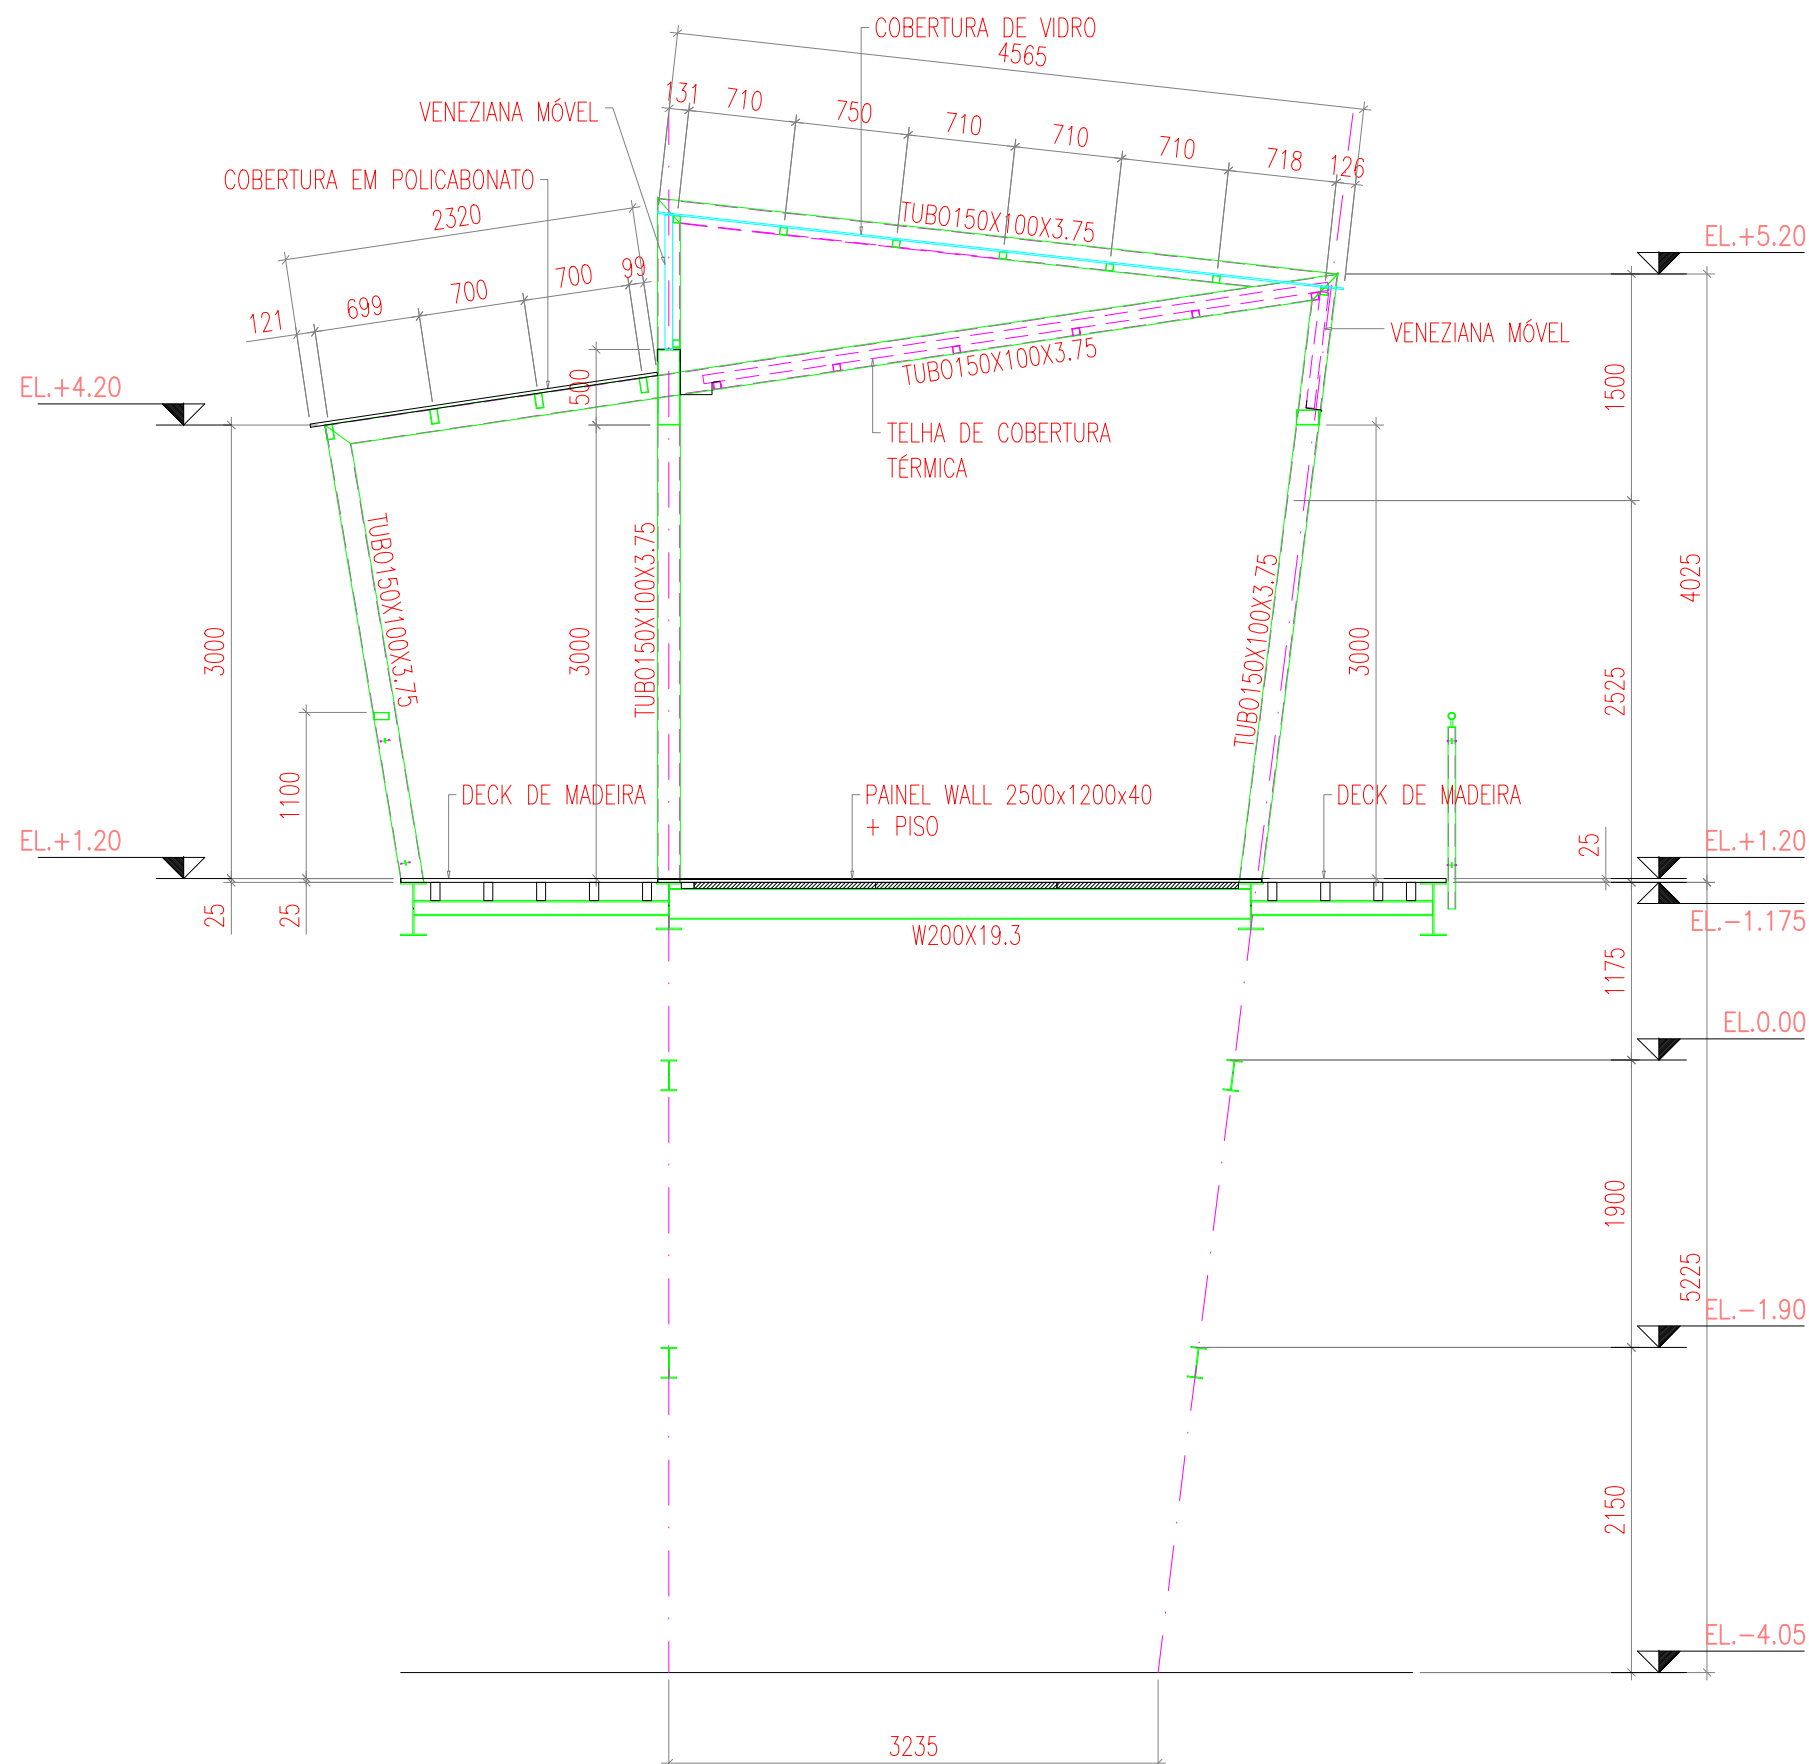 COBERTURA DE VIDRO
4565
131
710
750
710
710
710
718
126
VENEZIANA MÓVEL
COBERTURA EM POLICABONATO
2320
TUBO150X100X3.75
EL.+5.20
121
699
700
700
99
VENEZIANA MÓVEL
TUBO150X100X3.75
EL.+4.20
500
1500
TELHA DE COBERTURA
TÉRMICA
TUBO150X100X3.75
TUBO150X100X3.75
TUBO150X100X3.75
4025
3000
3000
3000
2525
1100
DECK DE MADEIRA
PAINEL WALL 2500x1200x40
+ PISO
DECK DE MADEIRA
EL.+1.20
25
EL.+1.20
25
25
EL.-1.175
W200X19.3
1175
EL.0.00
1900
5225
EL.-1.90
2150
EL.-4.05
3235